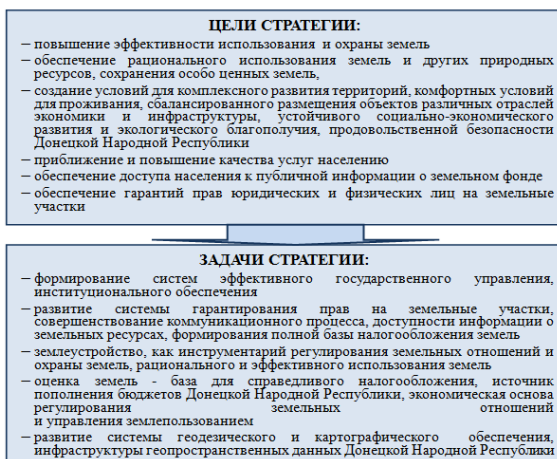 ЦЕЛИ СТРАТЕГИИ:
– повышение эффективности использования и охраны земель
– обеспечение рационального использования земель и других природных
ресурсов, сохранения особо ценных земель,
– создание условий для комплексного развития территорий, комфортных условий
для проживания, сбалансированного размещения объектов различных отраслей
экономики и инфраструктуры, устойчивого социально-экономического
развития и экологического благополучия, продовольственной безопасности
Донецкой Народной Республики
– приближение и повышение качества услуг населению
– обеспечение доступа населения к публичной информации о земельном фонде
– обеспечение гарантий прав юридических и физических лиц на земельные
участки
ЗАДАЧИ СТРАТЕГИИ:
– формирование систем эффективного государственного управления,
институционального обеспечения
– развитие системы гарантирования прав на земельные участки,
совершенствование коммуникационного процесса, доступности информации о
земельных ресурсах, формирования полной базы налогообложения земель
– землеустройство, как инструментарий регулирования земельных отношений и
охраны земель, рационального и эффективного использования земель
– оценка земель - база для справедливого налогообложения, источник
пополнения бюджетов Донецкой Народной Республики, экономическая основа
регулирования земельных отношений
и управления землепользованием
– развитие системы геодезического и картографического обеспечения,
инфраструктуры геопространственных данных Донецкой Народной Республики